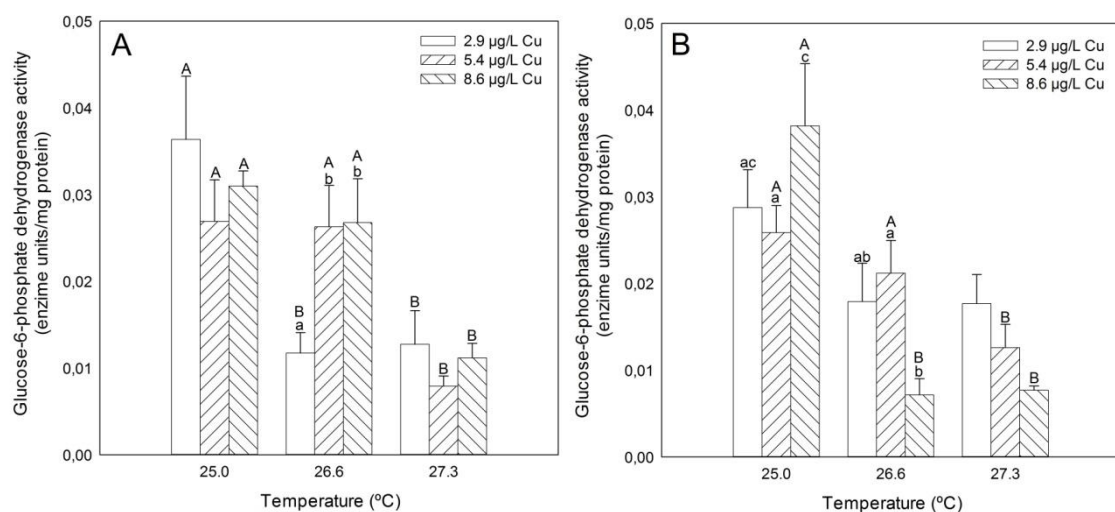 A
2.9 µg/L Cu
5.4 µg/L Cu
8.6 µg/L Cu
Glucose-6-phosphate dehydrogenase activity
(enzime units/mg protein)
0,05
0,04
0,03
0,02
0,01
0,00
A
A
A
B
a
A
b
A
b
B
B
B
25.0
26.6
27.3
Temperature (ºC)
B
2.9 µg/L Cu
5.4 µg/L Cu
8.6 µg/L Cu
Glucose-6-phosphate dehydrogenase activity
(enzime units/mg protein)
0,05
0,04
0,03
0,02
0,01
0,00
ac
A
a
A
c
ab
A
a
B
b
B
B
25.0
26.6
27.3
Temperature (ºC)